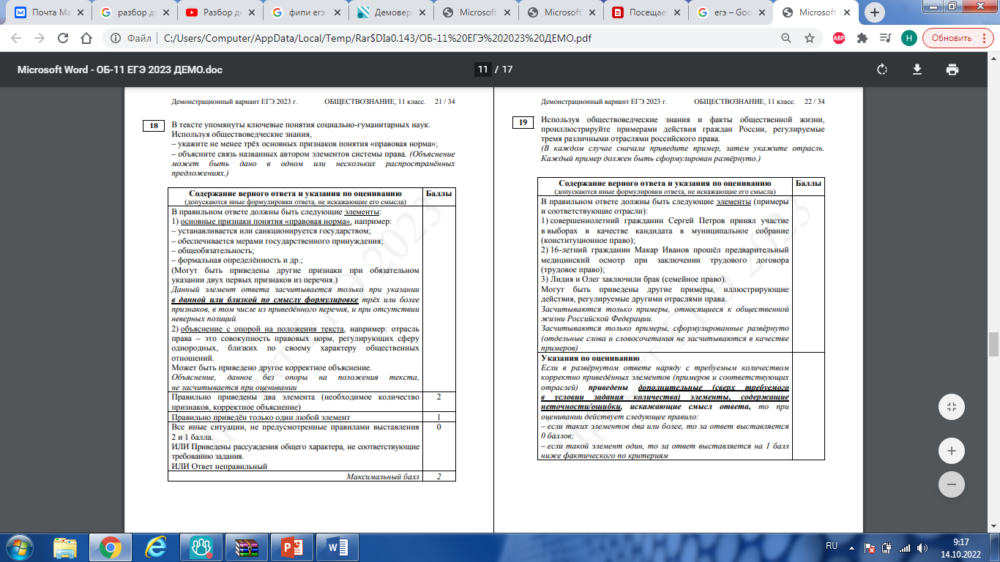 Почта Ma
разбор де
Разбор де
фипи егэ
Демовер
Microsoft
Microsoft
Посещае
егэ – Goo
Microsoft
Файл
C:/Users/Computer/AppData/Local/Temp/Rar$DIa0.143/ОБ-11%20ЕГЭ%202023%20ДЕМО.pdf
ABP
Н
Обновить
Microsoft Word - ОБ-11 ЕГЭ 2023 ДЕМО.doc
11 / 17
Демонстрационный вариант ЕГЭ 2023 г. ОБЩЕСТВОЗНАНИЕ, 11 класс. 21 / 34
18
В тексте упомянуты ключевые понятия социально-гуманитарных наук.
Используя обществоведческие знания,
– укажите не менее трёх основных признаков понятия «правовая норма»;
– объясните связь названных автором элементов системы права. (Объяснение
может быть дано в одном или нескольких распространённых
предложениях.)
Содержание верного ответа и указания по оцениванию
(допускаются иные формулировки ответа, не искажающие его смысла)
Баллы
В правильном ответе должны быть следующие элементы:
1) основные признаки понятия «правовая норма», например:
– устанавливается или санкционируется государством;
– обеспечивается мерами государственного принуждения;
– общеобязательность;
– формальная определённость и др.;
(Могут быть приведены другие признаки при обязательном
указании двух первых признаков из перечня.)
Данный элемент ответа засчитывается только при указании
в данной или близкой по смыслу формулировке трёх или более
признаков, в том числе из приведённого перечня, и при отсутствии
неверных позиций.
2) объяснение с опорой на положения текста, например: отрасль
права – это совокупность правовых норм, регулирующих сферу
однородных, близких по своему характеру общественных
отношений.
Может быть приведено другое корректное объяснение.
Объяснение, данное без опоры на положения текста,
не засчитывается при оценивании
Правильно приведены два элемента (необходимое количество
признаков, корректное объяснение)
2
Правильно приведён только один любой элемент
1
Все иные ситуации, не предусмотренные правилами выставления
2 и 1 балла.
ИЛИ Приведены рассуждения общего характера, не соответствующие
требованию задания.
ИЛИ Ответ неправильный
0
Максимальный балл
2
Демонстрационный вариант ЕГЭ 2023 г. ОБЩЕСТВОЗНАНИЕ, 11 класс. 22 / 34
19
Используя обществоведческие знания и факты общественной жизни,
проиллюстрируйте примерами действия граждан России, регулируемые
тремя различными отраслями российского права.
(В каждом случае сначала приведите пример, затем укажите отрасль.
Каждый пример должен быть сформулирован развёрнуто.)
Содержание верного ответа и указания по оцениванию
(допускаются иные формулировки ответа, не искажающие его смысла)
Баллы
В правильном ответе должны быть следующие элементы (примеры
и соответствующие отрасли):
1) совершеннолетний гражданин Сергей Петров принял участие
в выборах в качестве кандидата в муниципальное собрание
(конституционное право);
2) 16-летний гражданин Макар Иванов прошёл предварительный
медицинский осмотр при заключении трудового договора
(трудовое право);
3) Лидия и Олег заключили брак (семейное право).
Могут быть приведены другие примеры, иллюстрирующие
действия, регулируемые другими отраслями права.
Засчитываются только примеры, относящиеся к общественной
жизни Российской Федерации.
Засчитываются только примеры, сформулированные развёрнуто
(отдельные слова и словосочетания не засчитываются в качестве
примеров)
Указания по оцениванию
Если в развёрнутом ответе наряду с требуемым количеством
корректно приведённых элементов (примеров и соответствующих
отраслей) приведены дополнительные (сверх требуемого
в условии задания количества) элементы, содержащие
неточности/ошибки, искажающие смысл ответа, то при
оценивании действует следующее правило:
– если таких элементов два или более, то за ответ выставляется
0 баллов;
– если такой элемент один, то за ответ выставляется на 1 балл
ниже фактического по критериям
RU
9:17
14.10.2022